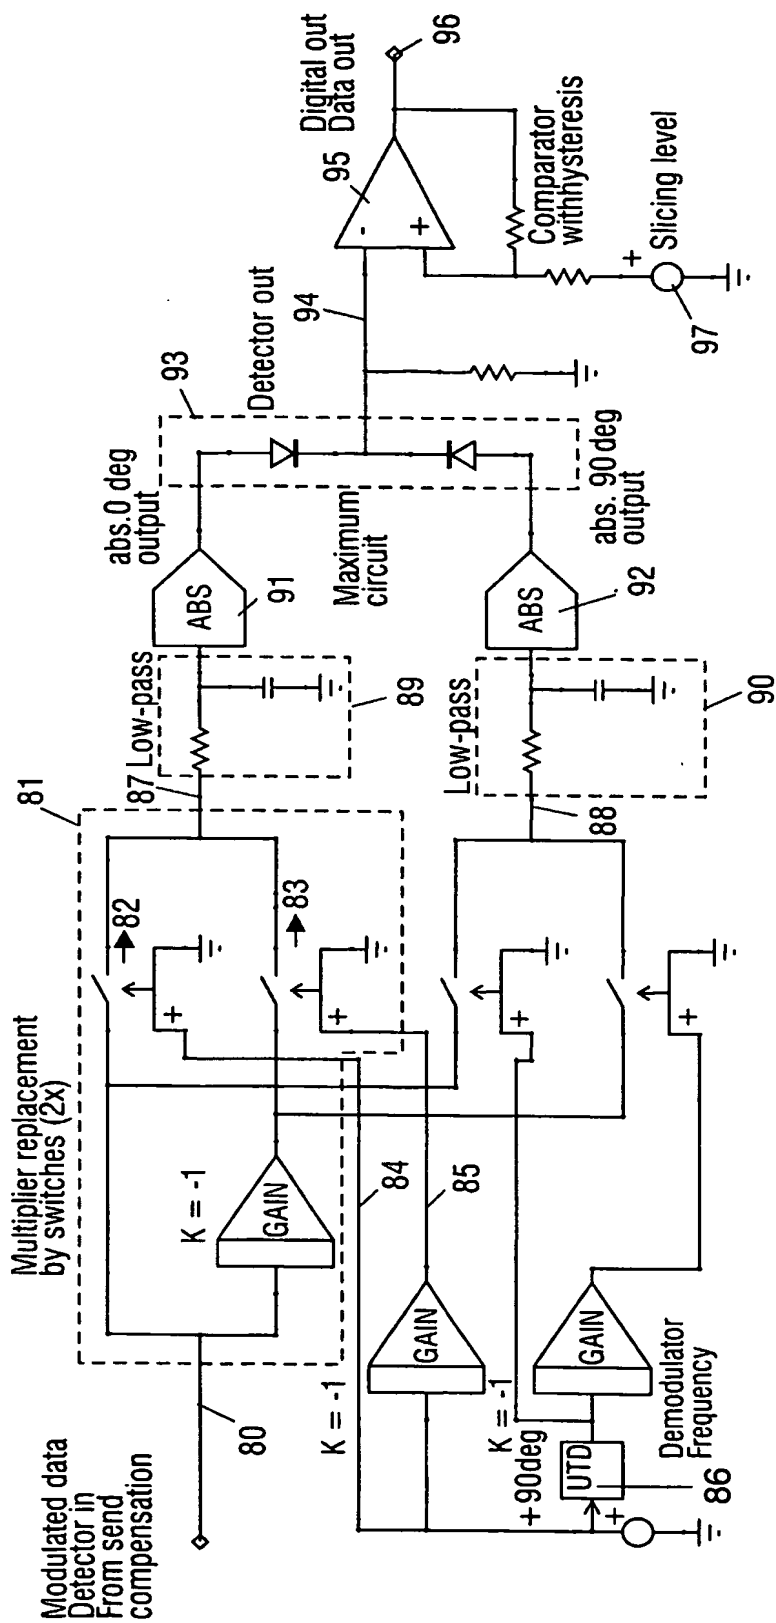 Modulated data
Detector in
From send
compensation
80
Multiplier replacement
by switches (2x)
81
K = -1
GAIN
82
83
84
85
K = -1
GAIN
K = -1
GAIN
+90deg
UTD
86
+
Demodulator
Frequency
+
+
+
+
87
88
Low-pass
89
Low-pass
90
ABS
91
ABS
92
abs.0 deg
output
Maximum
circuit
abs. 90 deg
output
93
Detector out
94
95
-
+
Digital out
Data out
96
Comparator
withhysteresis
+
Slicing level
97